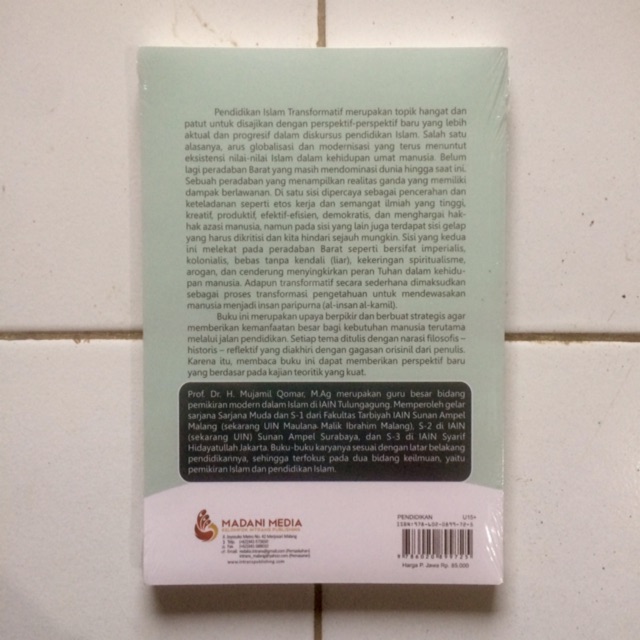 Pendidikan Islam Transformatif merupakan topik hangat dan
patut untuk disajikan dengan perspektif-perspektif baru yang lebih
aktual dan progresif dalam diskursus pendidikan Islam. Salah satu
alasanya, arus globalisasi dan modernisasi yang terus menuntut
eksistensi nilai-nilai Islam dalam kehidupan umat manusia. Belum
lagi peradaban Barat yang masih mendominasi dunia hingga saat ini.
Sebuah peradaban yang menampilkan realitas ganda yang memiliki
dampak berlawanan. Di satu sisi dipercaya sebagai pencerahan dan
keteladanan seperti etos kerja dan semangat ilmiah yang tinggi,
kreatif, produktif, efektif-efisien, demokratis, dan menghargai hak-
hak azasi manusia, namun pada sisi yang lain juga terdapat sisi gelap
yang harus dikritisi dan kita hindari sejauh mungkin. Sisi yang kedua
ini melekat pada peradaban Barat seperti bersifat imperialis,
kolonialis, bebas tanpa kendali (liar), kekeringan spiritualisme,
arogan, dan cenderung menyingkirkan peran Tuhan dalam kehidu-
pan manusia. Adapun transformatif secara sederhana dimaksudkan
sebagai proses transformasi pengetahuan untuk mendewasakan
manusia menjadi insan paripurna (al-insan al-kamil).
Buku ini merupakan upaya berpikir dan berbuat strategis agar
memberikan kemanfaatan besar bagi kebutuhan manusia terutama
melalui jalan pendidikan. Setiap tema ditulis dengan narasi filosofis –
historis – reflektif yang diakhiri dengan gagasan orisinil dari penulis.
Karena itu, membaca buku ini dapat memberikan perspektif baru
yang berdasar pada kajian teoritik yang kuat.
Prof. Dr. H. Mujamil Qomar, M.Ag merupakan guru besar bidang
pemikiran modern dalam Islam di IAIN Tulungagung. Memperoleh gelar
sarjana Sarjana Muda dan S-1 dari Fakultas Tarbiyah IAIN Sunan Ampel
Malang (sekarang UIN Maulana Malik Ibrahim Malang), S-2 di IAIN
(sekarang UIN) Sunan Ampel Surabaya, dan S-3 di IAIN Syarif
Hidayatullah Jakarta. Buku-buku karyanya sesuai dengan latar belakang
pendidikannya, sehingga terfokus pada dua bidang keilmuan, yaitu
pemikiran Islam dan pendidikan Islam.
MADANI MEDIA
PENDIDIKAN U15+
Harga P. Jawa Rp. 85.000